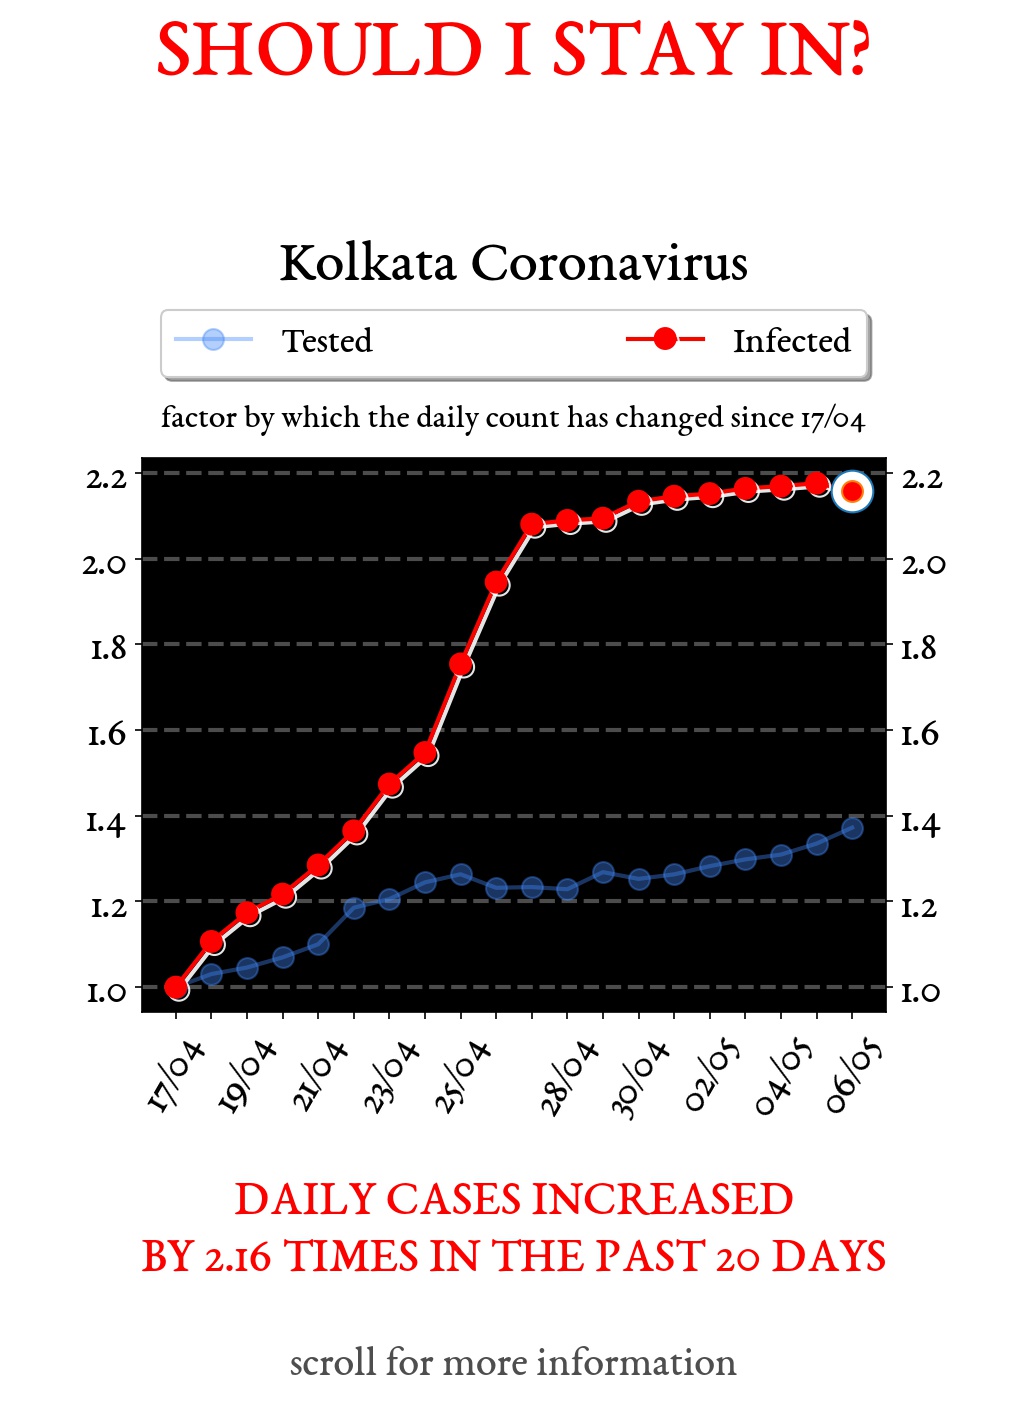 SHOULD I STAY IN?
Kolkata Coronavirus
Tested Infected
factor by which the daily count has changed since 17/04
2.2 2.2
2.0 2.0
1.8 1.8
1.6 1.6
1.4 1.4
1.2 1.2
1.0 1.0
17/04 19/04 21/04 23/04 25/04 28/04 30/04 02/05 04/05 06/05
DAILY CASES INCREASED
BY 2.16 TIMES IN THE PAST 20 DAYS
scroll for more information